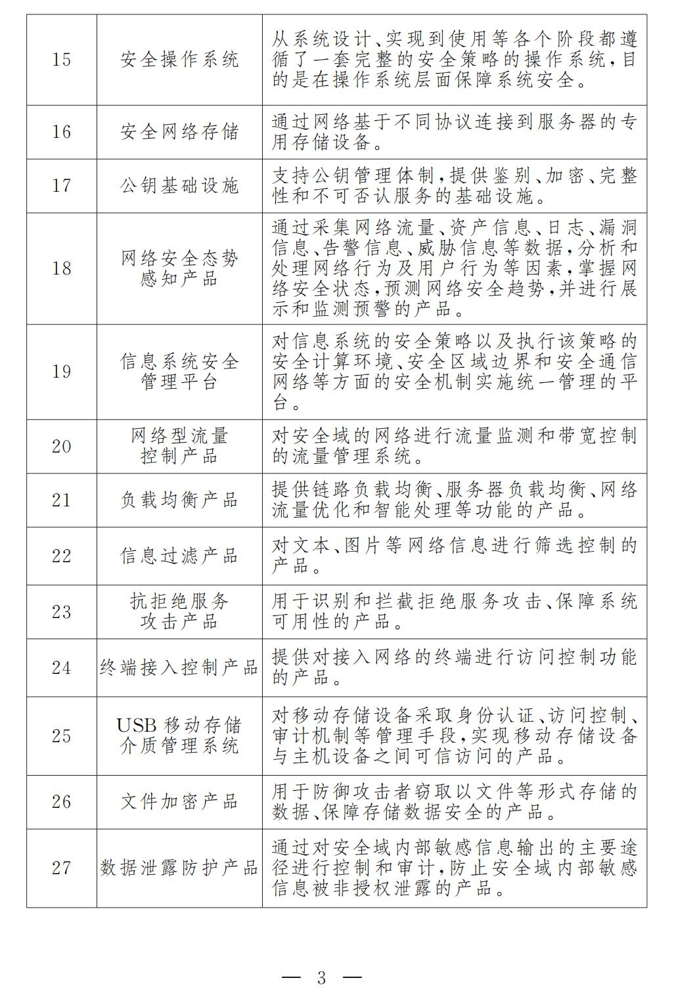 15
安全操作系统
从系统设计、实现到使用等各个阶段都遵
循了一套完整的安全策略的操作系统，目
的是在操作系统层面保障系统安全。
16
安全网络存储
通过网络基于不同协议连接到服务器的专
用存储设备。
17
公钥基础设施
支持公钥管理体制，提供鉴别、加密、完整
性和不可否认服务的基础设施。
18
网络安全态势
感知产品
通过采集网络流量、资产信息、日志、漏洞
信息、告警信息、威胁信息等数据，分析和
处理网络行为及用户行为等因素，掌握网
络安全状态，预测网络安全趋势，并进行展
示和监测预警的产品。
19
信息系统安全
管理平台
对信息系统的安全策略以及执行该策略的
安全计算环境、安全区域边界和安全通信
网络等方面的安全机制实施统一管理的平
台。
20
网络型流量
控制产品
对安全域的网络进行流量监测和带宽控制
的流量管理系统。
21
负载均衡产品
提供链路负载均衡、服务器负载均衡、网络
流量优化和智能处理等功能的产品。
22
信息过滤产品
对文本、图片等网络信息进行筛选控制的
产品。
23
抗拒绝服务
攻击产品
用于识别和拦截拒绝服务攻击、保障系统
可用性的产品。
24
终端接入控制产品
提供对接入网络的终端进行访问控制功能
的产品。
25
USB 移动存储
介质管理系统
对移动存储设备采取身份认证、访问控制、
审计机制等管理手段，实现移动存储设备
与主机设备之间可信访问的产品。
26
文件加密产品
用于防御攻击者窃取以文件等形式存储的
数据、保障存储数据安全的产品。
27
数据泄露防护产品
通过对安全域内部敏感信息输出的主要途
径进行控制和审计，防止安全域内部敏感
信息被非授权泄露的产品。
— 3 —